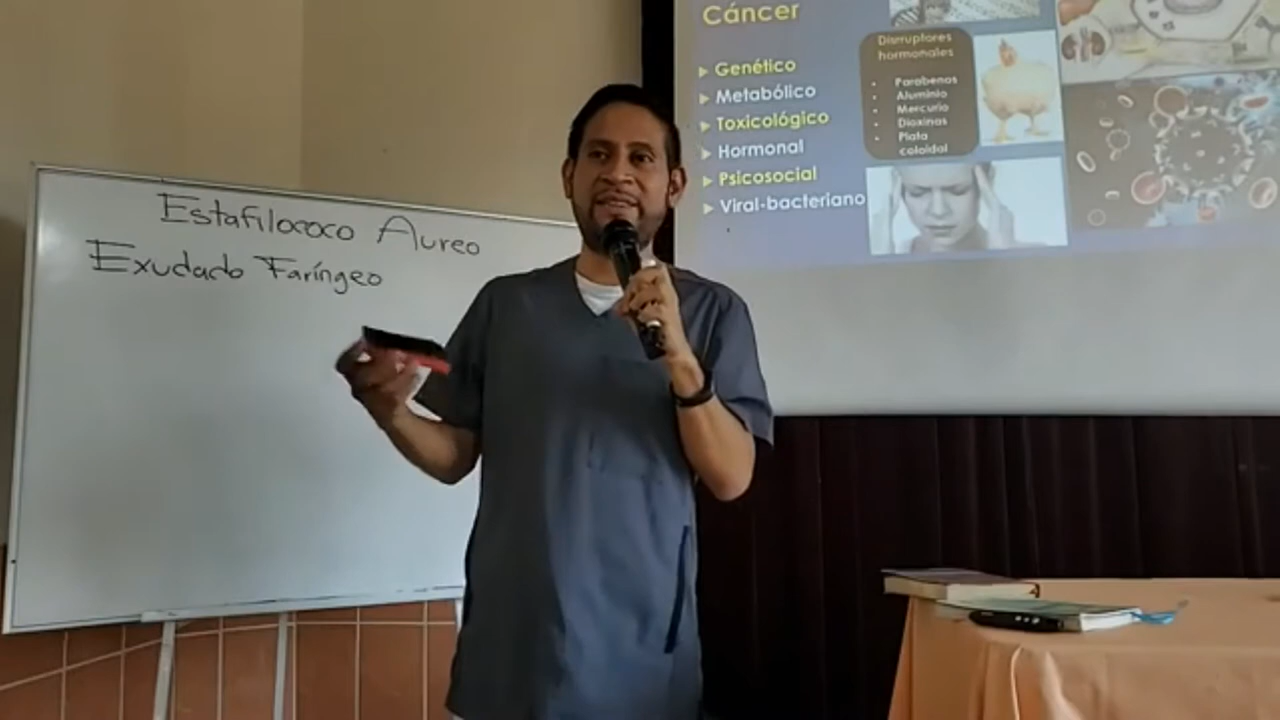 Estafilococo Aureo
Exudado Faríngeo
Cáncer
Genético
Metabólico
Toxicológico
Hormonal
Psicosocial
Viral-bacteriano
Disrruptores
hormonales
Parabenos
Aluminio
Mercurio
Dioxinas
Plata
coloidal